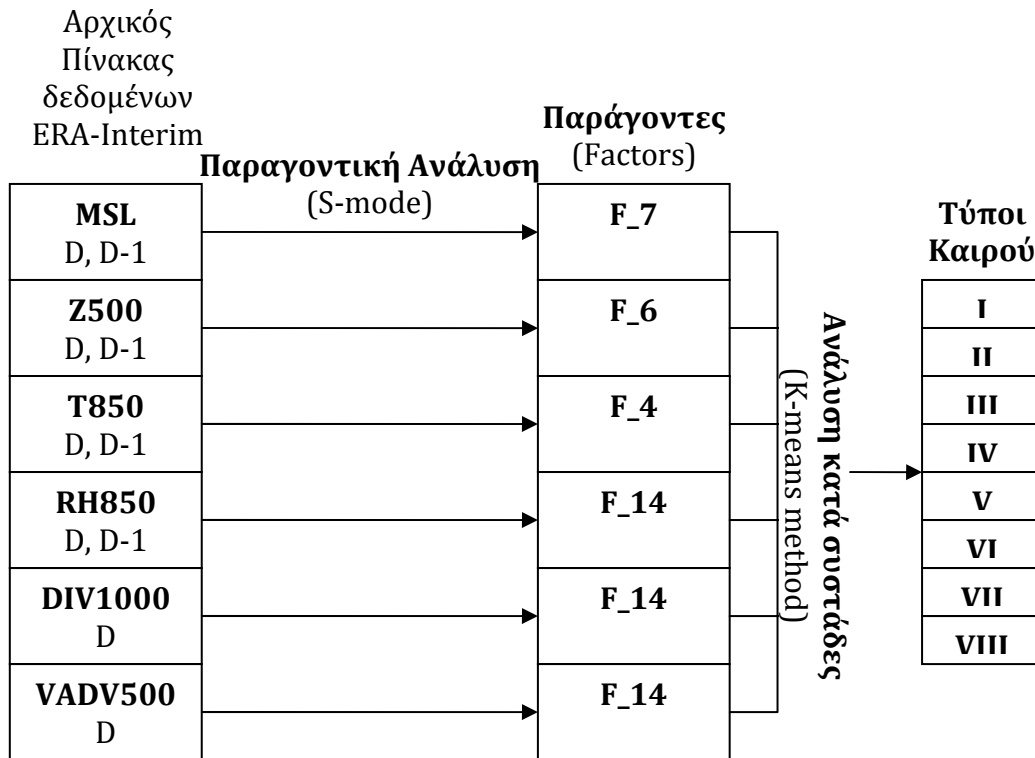 Αρχικός
Πίνακας
δεδομένων
ERA-Interim
Παραγοντική Ανάλυση
(S-mode)
Παράγοντες
(Factors)
MSL
D, D-1
F_7
Z500
D, D-1
F_6
T850
D, D-1
F_4
RH850
D, D-1
F_14
DIV1000
D
F_14
VADV500
D
F_14
Ανάλυση κατά συστάδες
(K-means method)
Τύποι
Καιρού
I
II
III
IV
V
VI
VII
VIII